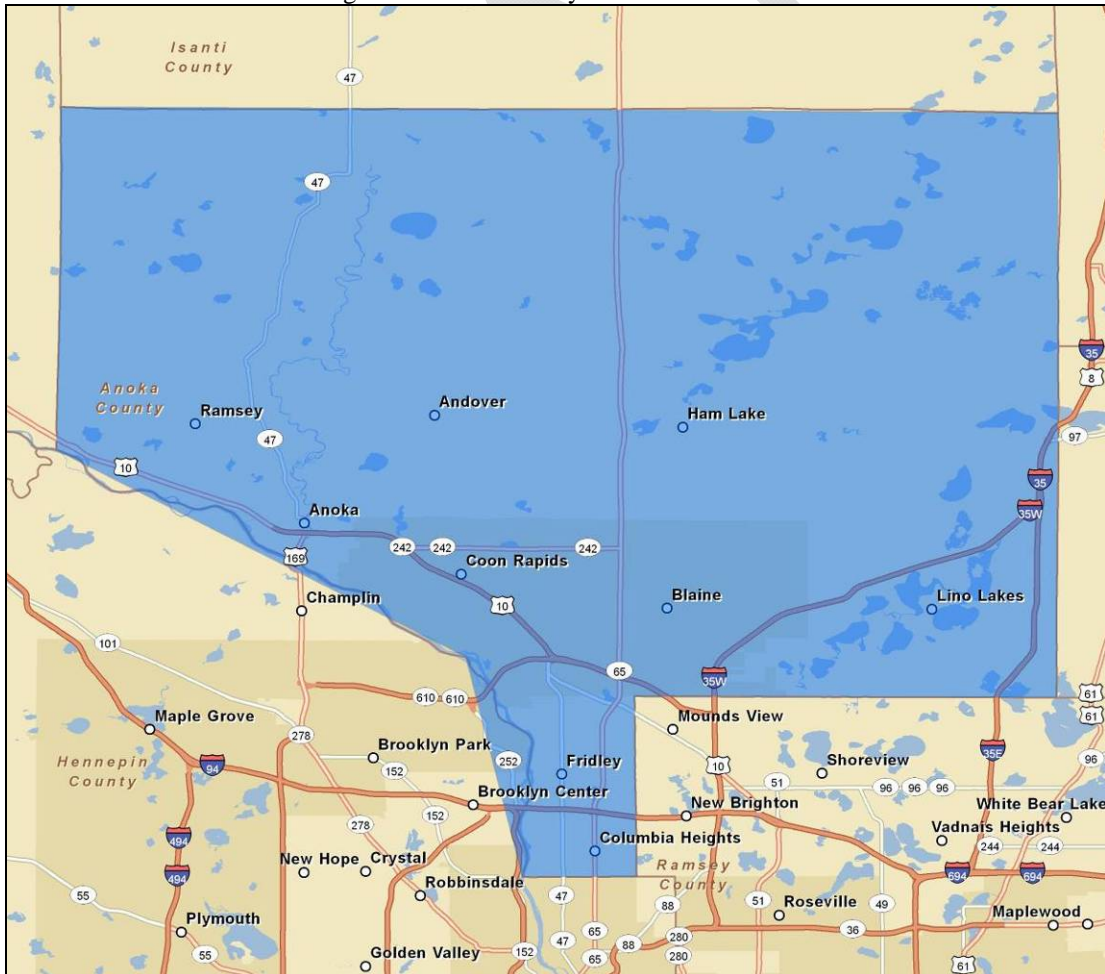 Isanti
County
47
47
35
8
Anoka
County
Ramsey
Andover
Ham Lake
47
97
10
35
35W
Anoka
169
242
242
242
Coon Rapids
10
Blaine
Lino Lakes
Champlin
101
65
35W
610
610
61
61
Maple Grove
278
Mounds View
Hennepin
County
94
Brooklyn Park
252
152
Fridley
10
Shoreview
35E
96
51
96
96
96
Brooklyn Center
New Brighton
White Bear Lake
152
278
494
Columbia Heights
Vadnais Heights
244
244
New Hope
Crystal
Ramsey
County
494
694
694
55
Robbinsdale
47
88
51
49
Roseville
Maplewood
Plymouth
280
36
65
55
152
47
88
Golden Valley
65
280
61